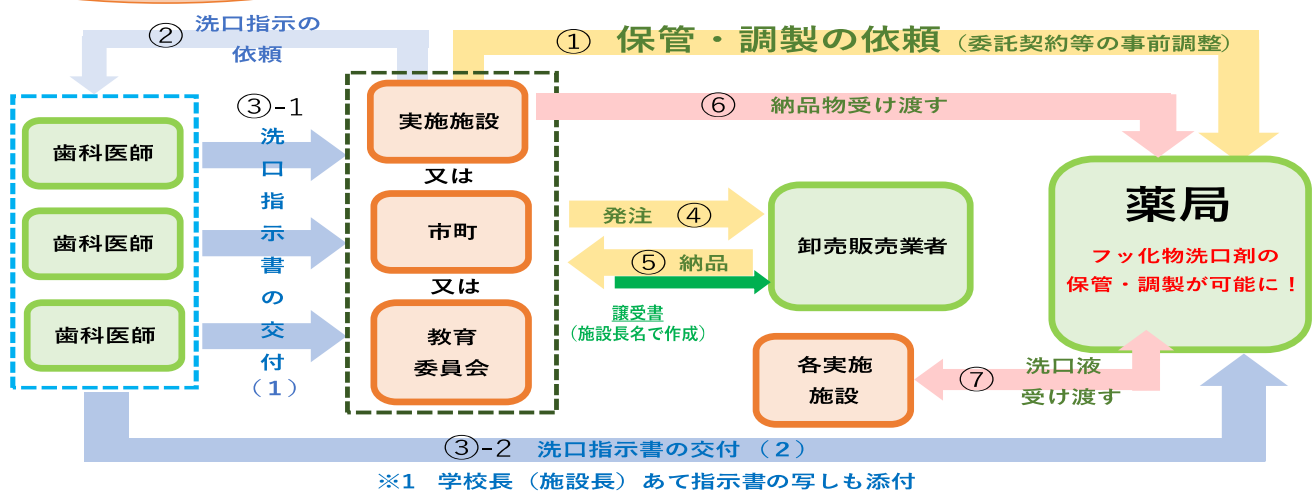 ② 洗口指示の
依頼
① 保管・調製の依頼（委託契約等の事前調整）
③-1
洗口指示書の交付
（１）
歯科医師
歯科医師
歯科医師
実施施設
又は
市町
又は
教育
委員会
⑥ 納品物受け渡す
発注 ④
⑤ 納品
譲受書
（施設長名で作成）
卸売販売業者
薬局
フッ化物洗口剤の
保管・調製が可能に！
各実施
施設
⑦ 洗口液
受け渡す
③-2 洗口指示書の交付（２）
※1 学校長（施設長）あて指示書の写しも添付